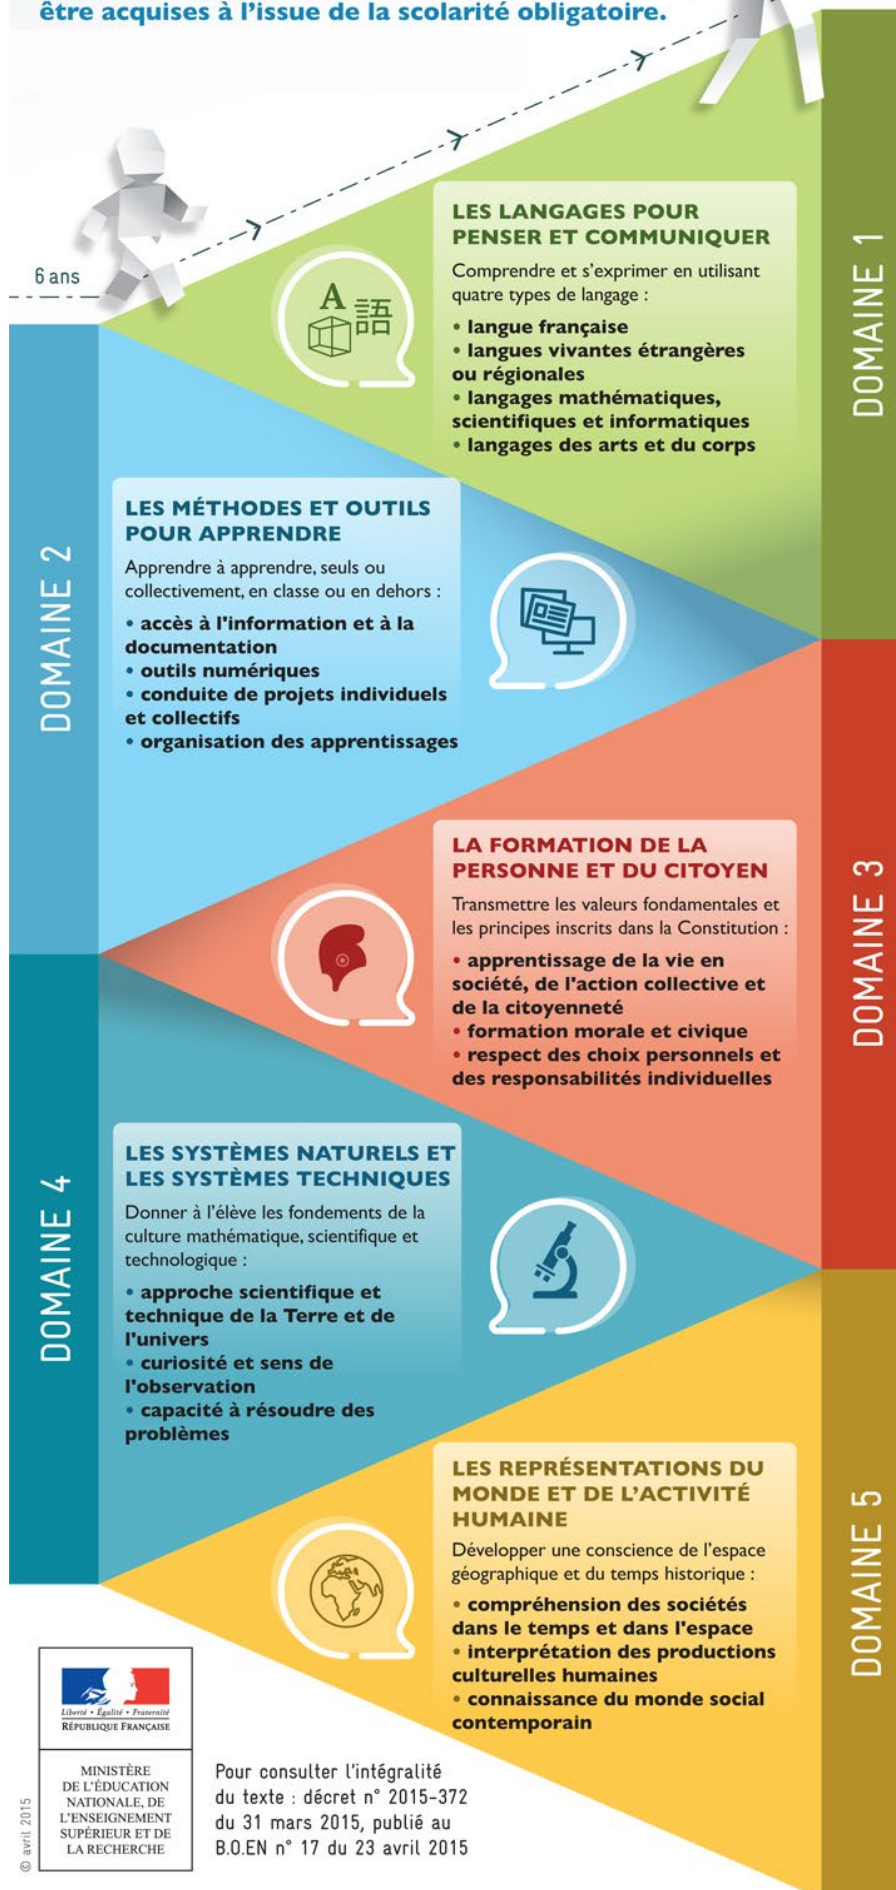 être acquises à l’issue de la scolarité obligatoire.
6 ans
LES LANGAGES POUR
PENSER ET COMMUNIQUER
Comprendre et s’exprimer en utilisant
quatre types de langage :
• langue française
• langues vivantes étrangères
ou régionales
• langages mathématiques,
scientifiques et informatiques
• langages des arts et du corps
DOMAINE 1
A 語
LES MÉTHODES ET OUTILS
POUR APPRENDRE
Apprendre à apprendre, seuls ou
collectivement, en classe ou en dehors :
• accès à l'information et à la
documentation
• outils numériques
• conduite de projets individuels
et collectifs
• organisation des apprentissages
DOMAINE 2
LA FORMATION DE LA
PERSONNE ET DU CITOYEN
Transmettre les valeurs fondamentales et
les principes inscrits dans la Constitution :
• apprentissage de la vie en
société, de l'action collective et
de la citoyenneté
• formation morale et civique
• respect des choix personnels et
des responsabilités individuelles
DOMAINE 3
LES SYSTÈMES NATURELS ET
LES SYSTÈMES TECHNIQUES
Donner à l’élève les fondements de la
culture mathématique, scientifique et
technologique :
• approche scientifique et
technique de la Terre et de
l'univers
• curiosité et sens de
l'observation
• capacité à résoudre des
problèmes
DOMAINE 4
LES REPRÉSENTATIONS DU
MONDE ET DE L’ACTIVITÉ
HUMAINE
Développer une conscience de l’espace
géographique et du temps historique :
• compréhension des sociétés
dans le temps et dans l'espace
• interprétation des productions
culturelles humaines
• connaissance du monde social
contemporain
DOMAINE 5
Liberté • Égalité • Fraternité
RÉPUBLIQUE FRANÇAISE
MINISTÈRE
DE L’ÉDUCATION
NATIONALE, DE
L’ENSEIGNEMENT
SUPÉRIEUR ET DE
LA RECHERCHE
© avril 2015
Pour consulter l’intégralité
du texte : décret n° 2015-372
du 31 mars 2015, publié au
B.O.EN n° 17 du 23 avril 2015